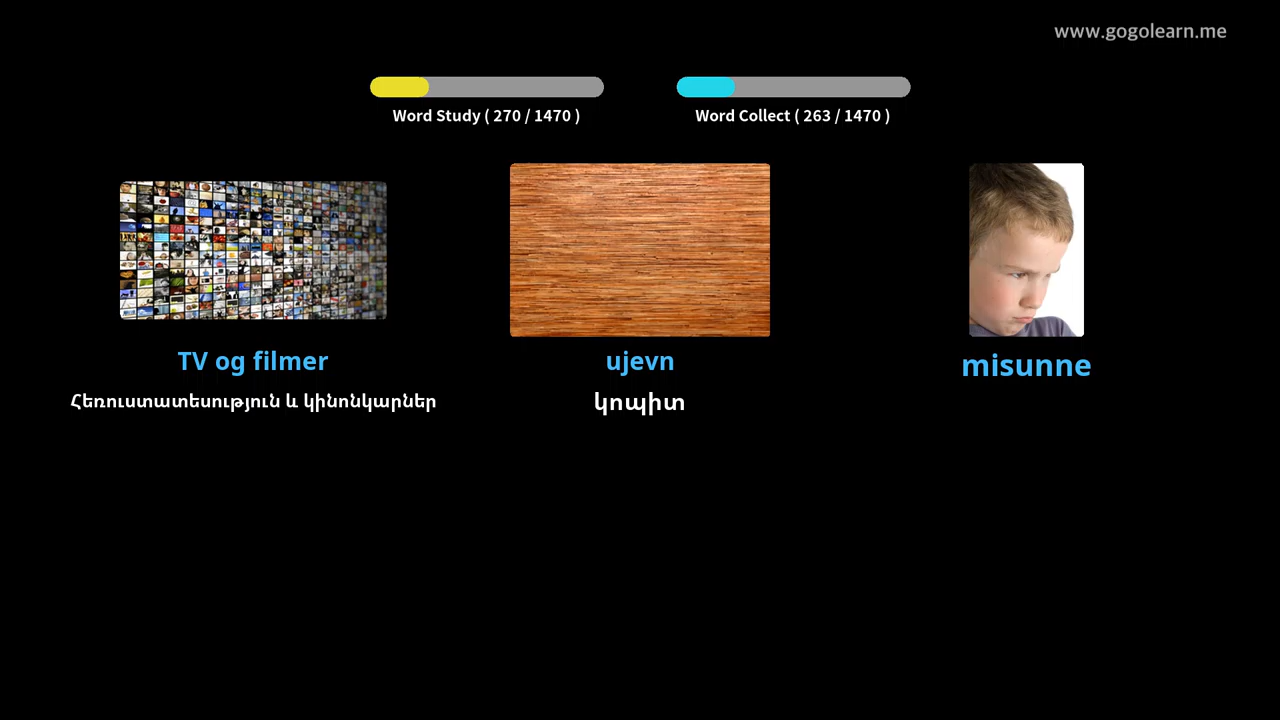 www.gogolearn.me
Word Study ( 270 / 1470 )
Word Collect ( 263 / 1470 )
TV og filmer
Հեռուստատեսություն և կինոնկարներ
ujevn
կոպիտ
misunne